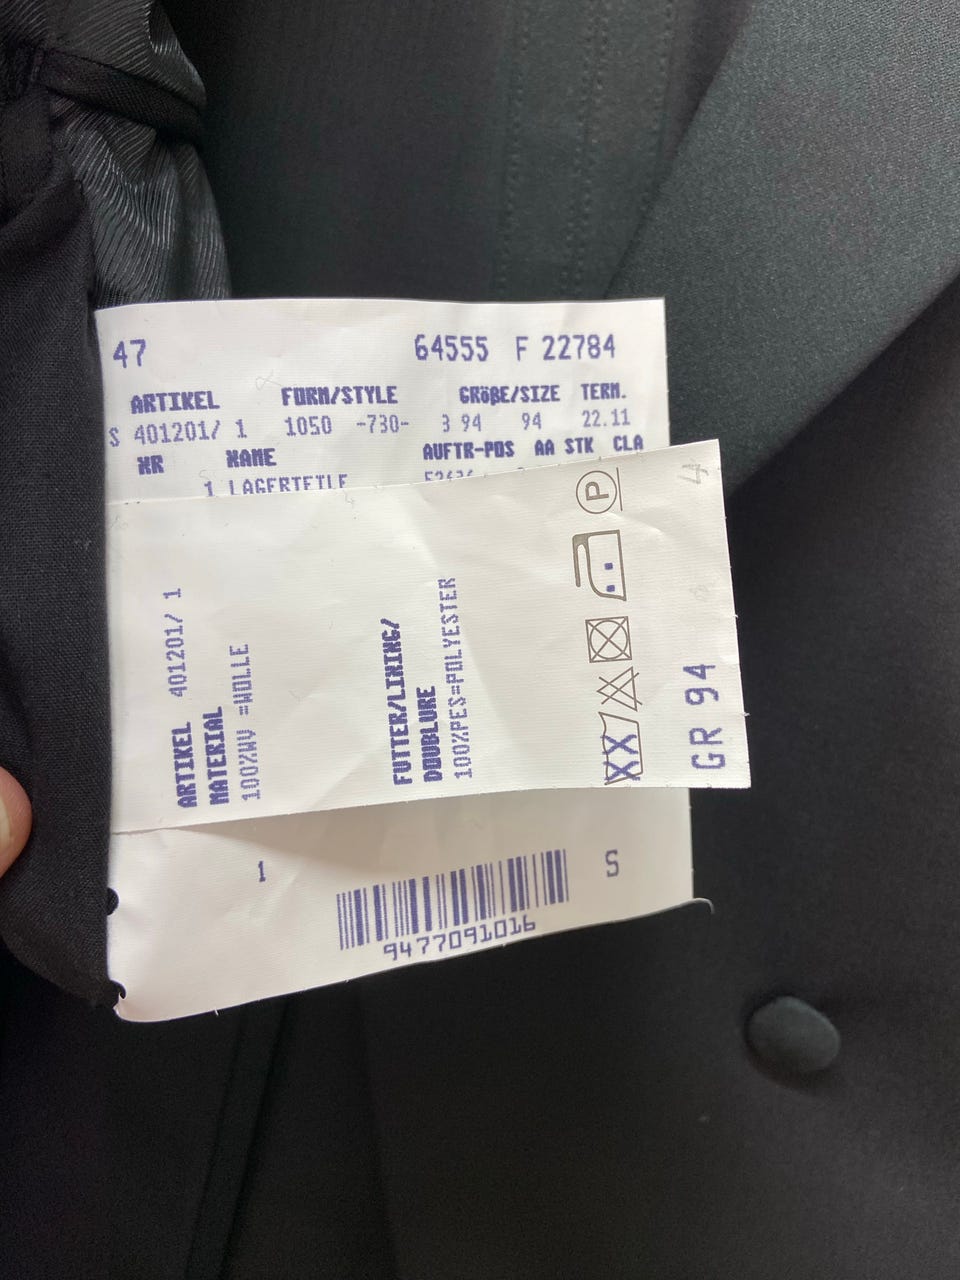 47 64555 F 22784
ARTIKEL FORM/STYLE GRÖßE/SIZE TERM.
S 401201/ 1 1050 -730- 3 94 94 22.11
NR NAME AUFTR-POS AA STK CLA
1 LAGERTEILE
ARTIKEL 401201/ 1
MATERIAL
100%WV =WOLLE
FUTTER/LINING/
DOUBLURE
100%PES=POLYESTER
P
XX
GR 94
4
1 S
9477091016